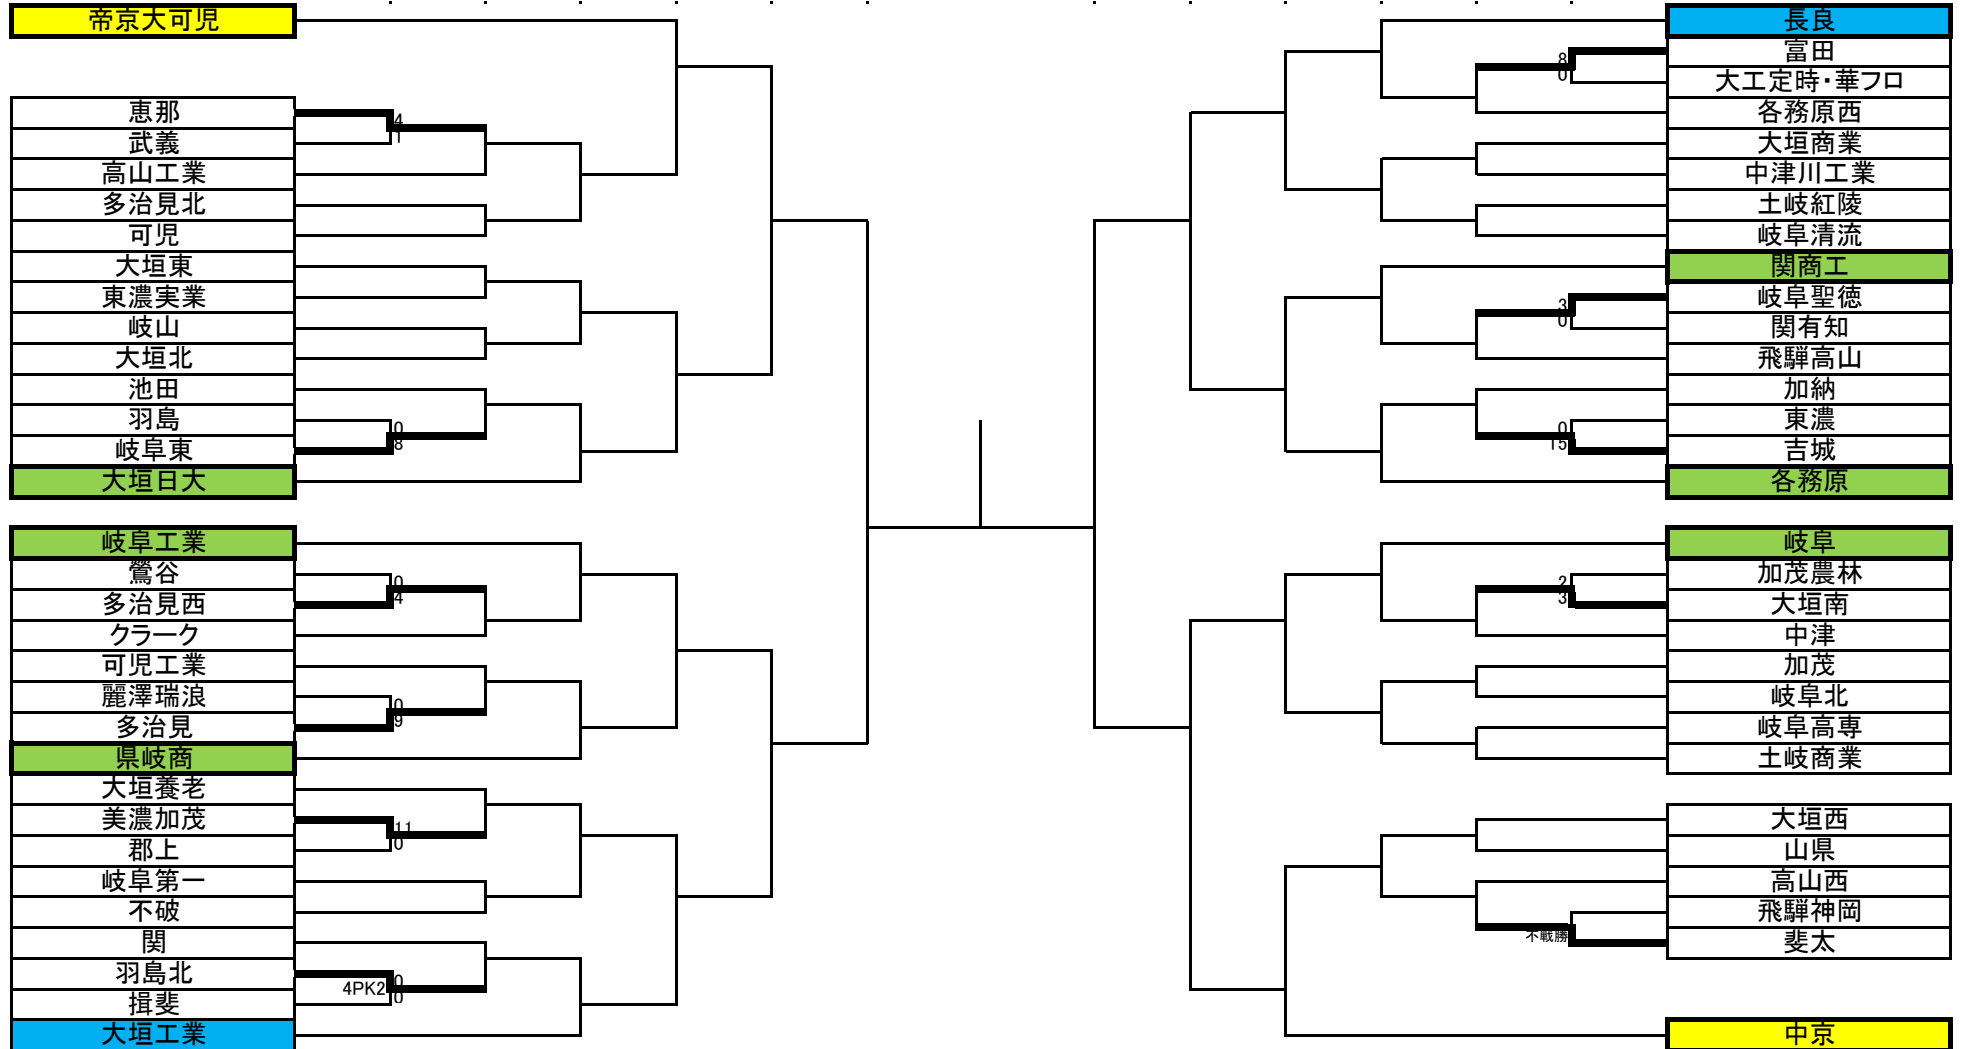 帝京大可児
恵那
4
武義
1
高山工業
多治見北
可児
大垣東
東濃実業
岐山
大垣北
池田
羽島
0
岐阜東
8
大垣日大
岐阜工業
鶯谷
0
多治見西
4
クラーク
可児工業
麗澤瑞浪
0
多治見
9
県岐商
大垣養老
美濃加茂
11
郡上
0
岐阜第一
不破
関
羽島北
0
4PK2
揖斐
0
大垣工業
長良
富田
8
大工定時・華フロ
0
各務原西
大垣商業
中津川工業
土岐紅陵
岐阜清流
関商工
岐阜聖徳
3
関有知
0
飛騨高山
加納
東濃
0
吉城
15
各務原
岐阜
加茂農林
2
大垣南
3
中津
加茂
岐阜北
岐阜高専
土岐商業
大垣西
山県
高山西
飛騨神岡
不戦勝
斐太
中京